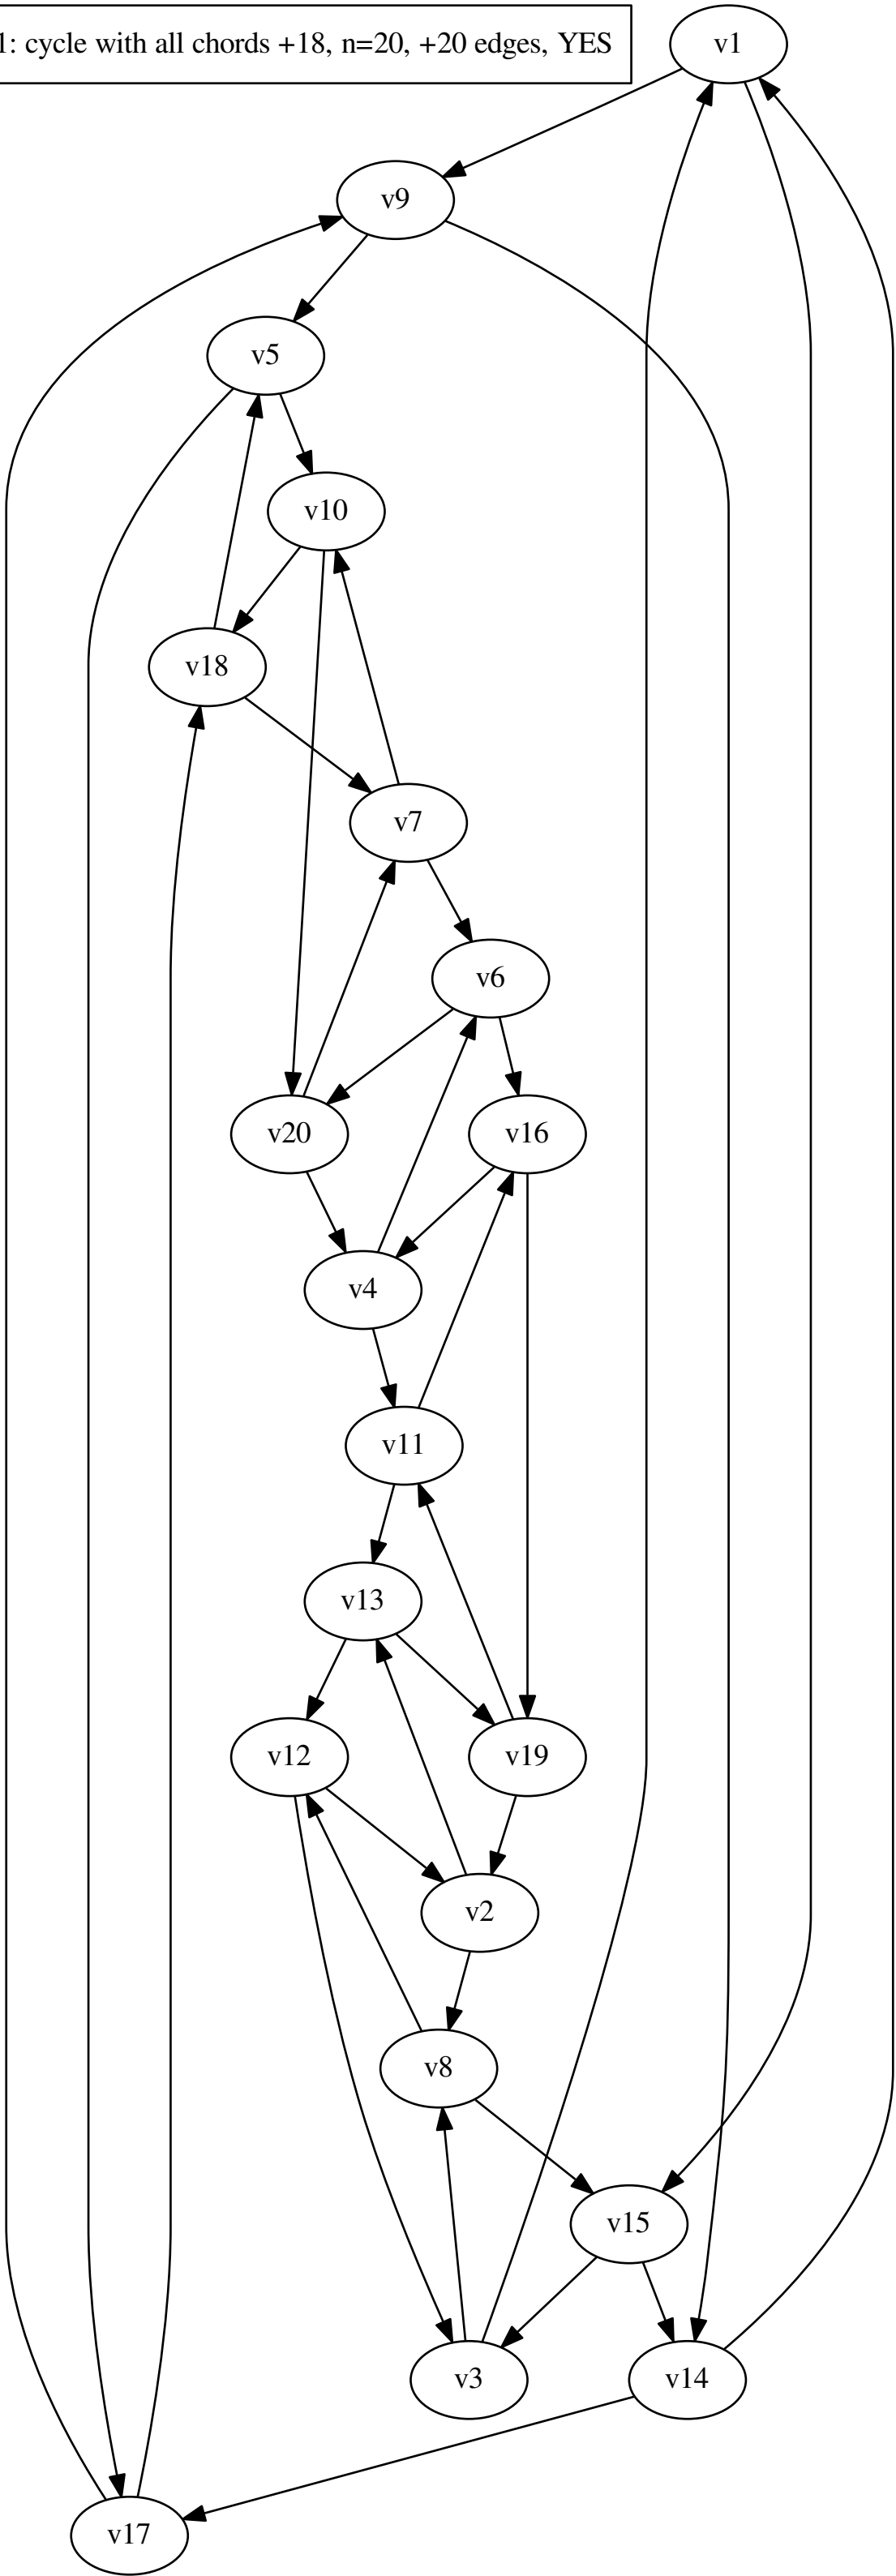 1: cycle with all chords +18, n=20, +20 edges, YES
v1
v9
v5
v10
v18
v7
v6
v20
v16
v4
v11
v13
v12
v19
v2
v8
v15
v3
v14
v17